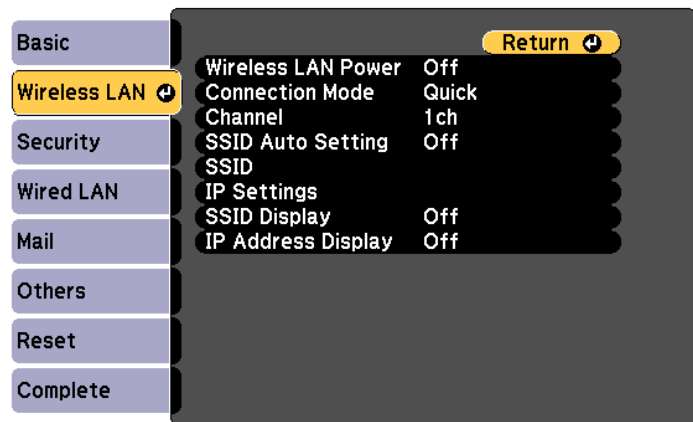 Basic
Wireless LAN
Security
Wired LAN
Mail
Others
Reset
Complete
Return
Wireless LAN Power Off
Connection Mode Quick
Channel 1ch
SSID Auto Setting Off
SSID
IP Settings
SSID Display Off
IP Address Display Off